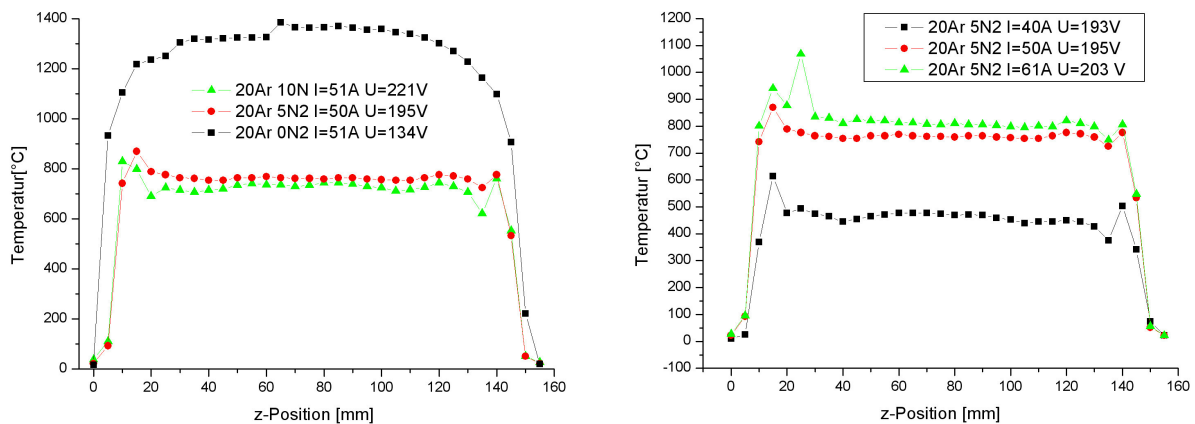 1400
1200
1000
800
600
400
200
0
Temperatur[°C]
20Ar 10N I=51A U=221V
20Ar 5N2 I=50A U=195V
20Ar 0N2 I=51A U=134V
0 20 40 60 80 100 120 140 160
z-Position [mm]
1200
1100
1000
900
800
700
600
500
400
300
200
100
0
-100
Temperatur [°C]
20Ar 5N2 I=40A U=193V
20Ar 5N2 I=50A U=195V
20Ar 5N2 I=61A U=203 V
0 20 40 60 80 100 120 140 160
z-Position [mm]